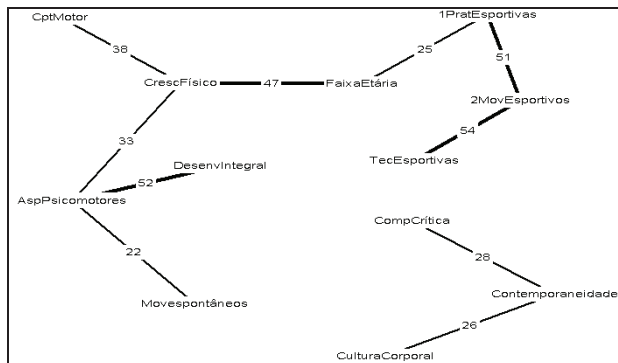 1PratEsportivas
CptMotor
38
25
51
CrescFísico
47
FaixaEtária
2MovEsportivos
54
33
TecEsportivas
DesenvIntegral
52
AspPsicomotores
CompCrítica
22
28
Contemporaneidade
Movespontâneos
26
CulturaCorporal